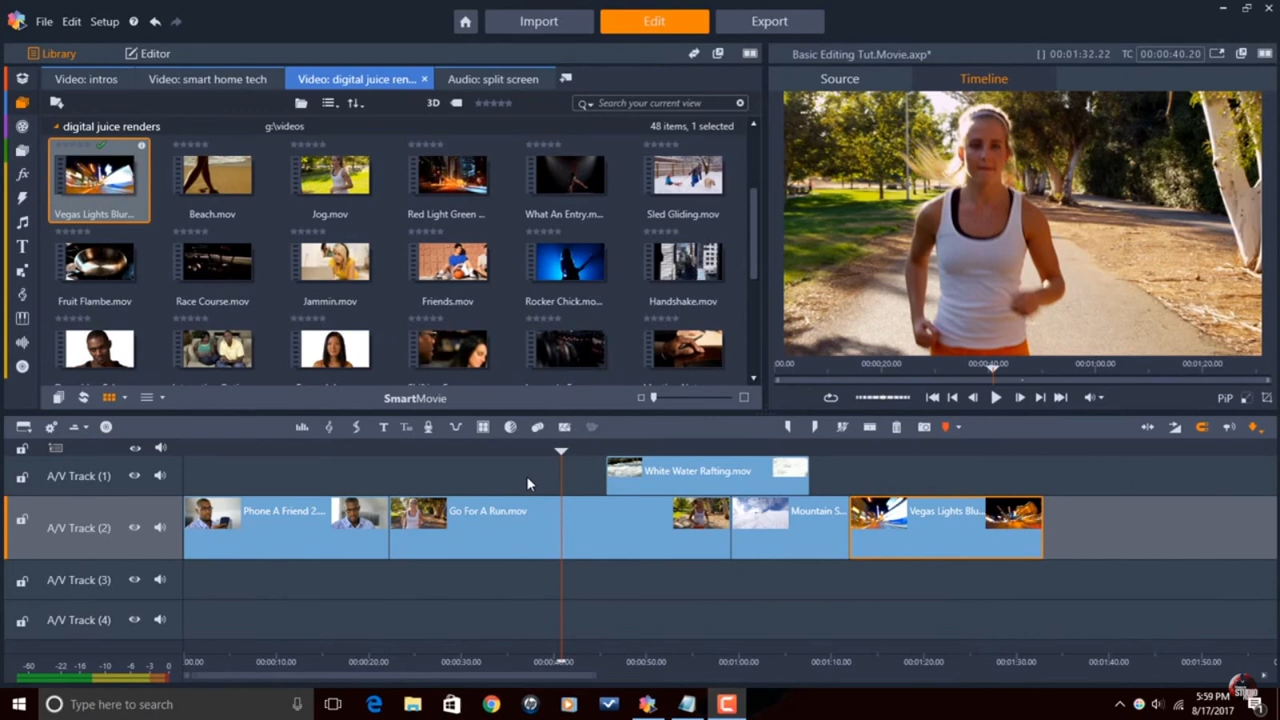 File Edit Setup
Import
Edit
Export
Library
Editor
Basic Editing Tut.Movie.axp*
[] 00:01:32.22
TC 00:00:40.20
Video: intros
Video: smart home tech
Video: digital juice ren...
Audio: split screen
Source
Timeline
3D
Search your current view
digital juice renders
g:\videos
48 items, 1 selected
Vegas Lights Blur...
Beach.mov
Jog.mov
Red Light Green ...
What An Entry.m...
Sled Gliding.mov
Fruit Flambe.mov
Race Course.mov
Jammin.mov
Friends.mov
Rocker Chick.mo...
Handshake.mov
:00.00
00:00:20.00
00:00:40.00
00:01:00.00
00:01:20.00
SmartMovie
PiP
A/V Track (1)
White Water Rafting.mov
A/V Track (2)
Phone A Friend 2....
Go For A Run.mov
Mountain S...
Vegas Lights Blu...
A/V Track (3)
A/V Track (4)
-60 -22 -16 -10 -6 -3 0
:00.00
00:00:10.00
00:00:20.00
00:00:30.00
00:00:50.00
00:01:00.00
00:01:10.00
00:01:20.00
00:01:30.00
00:01:40.00
00:01:50.00
Type here to search
5:59 PM
8/17/2017
STUDIO